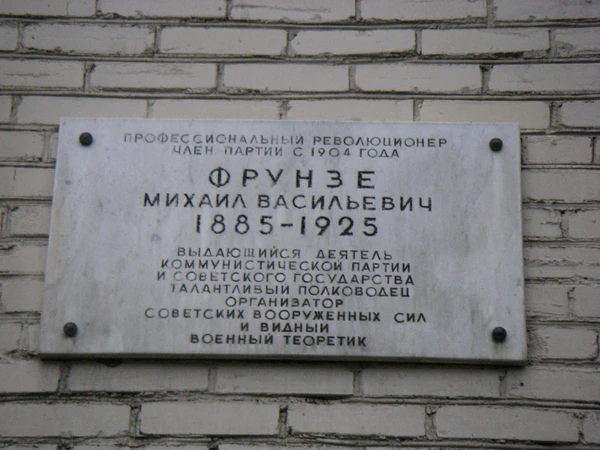 ПРОФЕССИОНАЛЬНЫЙ РЕВОЛЮЦИОНЕР
ЧЛЕН ПАРТИИ С 1904 ГОДА
ФРУНЗЕ
МИХАИЛ ВАСИЛЬЕВИЧ
1885-1925
ВЫДАЮЩИЙСЯ ДЕЯТЕЛЬ
КОММУНИСТИЧЕСКОЙ ПАРТИИ
И СОВЕТСКОГО ГОСУДАРСТВА
ТАЛАНТЛИВЫЙ ПОЛКОВОДЕЦ
ОРГАНИЗАТОР
СОВЕТСКИХ ВООРУЖЕННЫХ СИЛ
И ВИДНЫЙ
ВОЕННЫЙ ТЕОРЕТИК